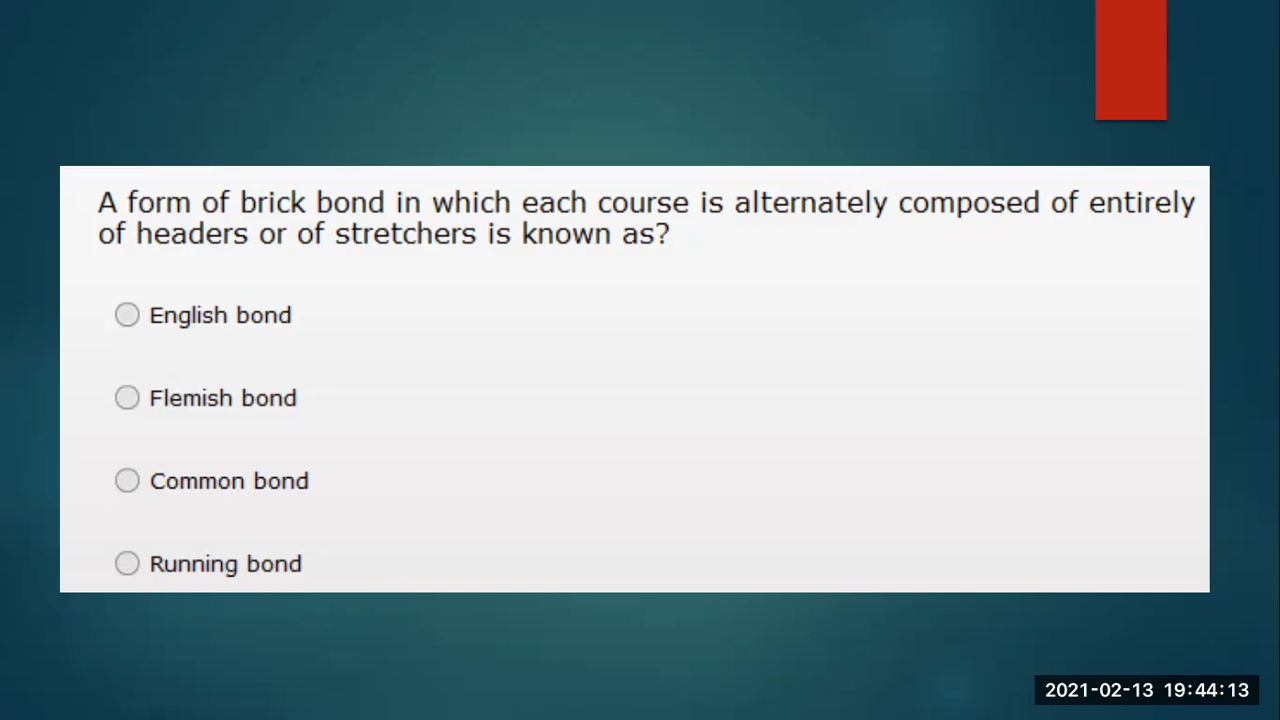 A form of brick bond in which each course is alternately composed of entirely
of headers or of stretchers is known as?
English bond
Flemish bond
Common bond
Running bond
2021-02-13 19:44:13